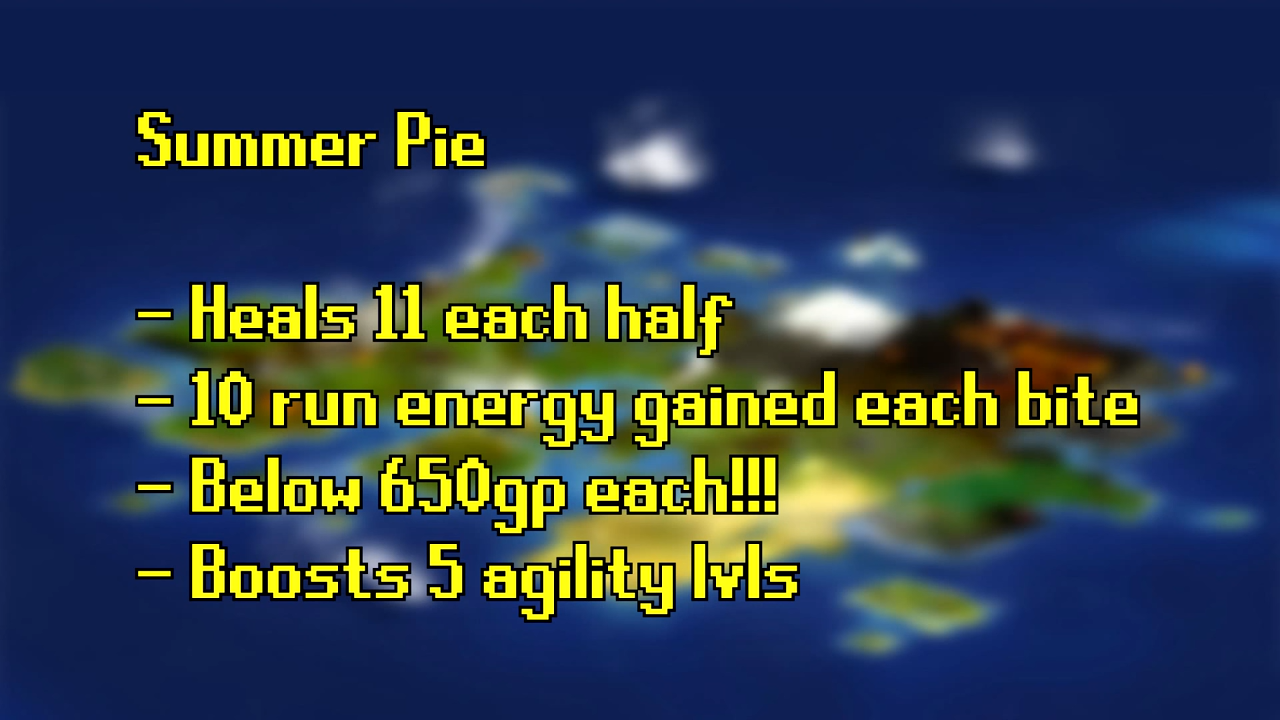 Summer Pie
- Heals 11 each half
- 10 run energy gained each bite
- Below 650gp each!!!
- Boosts 5 agility lvls